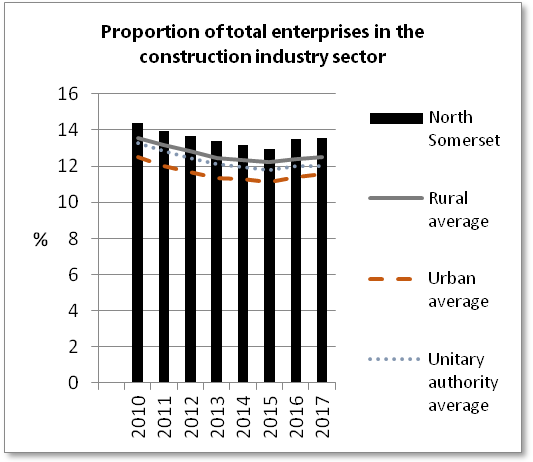 Proportion of total enterprises in the
construction industry sector
16
14
12
10
8
6
4
2
0
%
2010
2011
2012
2013
2014
2015
2016
2017
North
Somerset
Rural
average
Urban
average
Unitary
authority
average